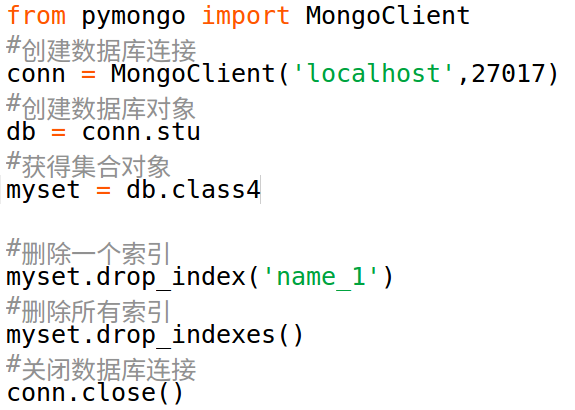 from pymongo import MongoClient
#创建数据库连接
conn = MongoClient('localhost',27017)
#创建数据库对象
db = conn.stu
#获得集合对象
myset = db.class4
#删除一个索引
myset.drop_index('name_1')
#删除所有索引
myset.drop_indexes()
#关闭数据库连接
conn.close()